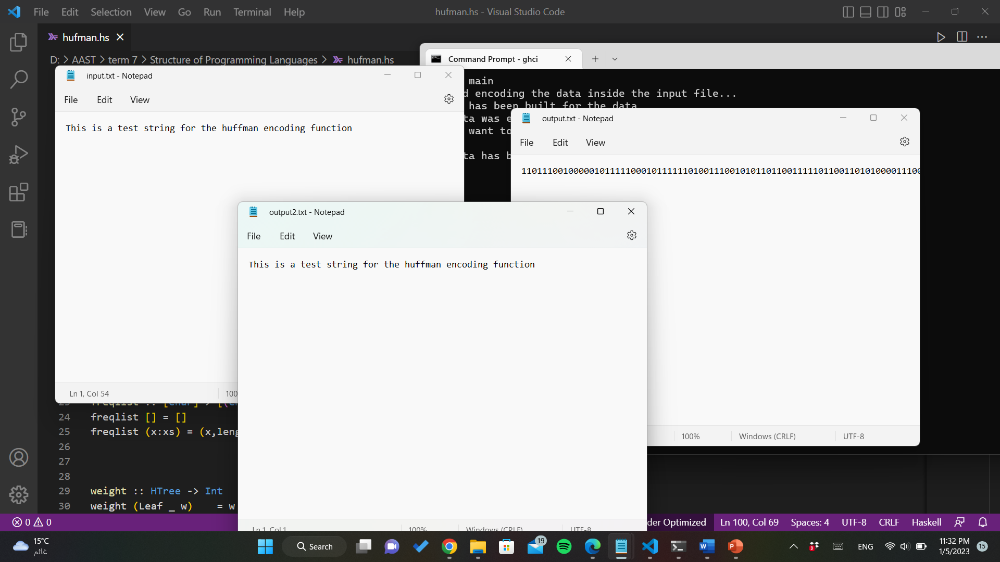 File Edit Selection View Go Run Terminal Help
hufman.hs - Visual Studio Code
hufman.hs
D: > AAST > term 7 > Structure of Programming Languages > hufman.hs
Command Prompt - ghci
main
d encoding the data inside the input file...
has been built for the data
ta was e
want to
ta has b
input.txt - Notepad
File Edit View
This is a test string for the huffman encoding function
Ln 1, Col 54
100
output.txt - Notepad
File Edit View
100%
Windows (CRLF)
UTF-8
output2.txt - Notepad
File Edit View
This is a test string for the huffman encoding function
Ln 1, Col 1
100%
Windows (CRLF)
UTF-8
24 freqlist [] = []
25 freqlist (x:xs) = (x,leng
26
27
28
29 weight :: HTree -> Int
30 weight (Leaf _ w) = w
0 0
der Optimized
Ln 100, Col 69
Spaces: 4
UTF-8
CRLF
Haskell
15°C
غائم
Search
19
3
ENG
11:32 PM
1/5/2023
15